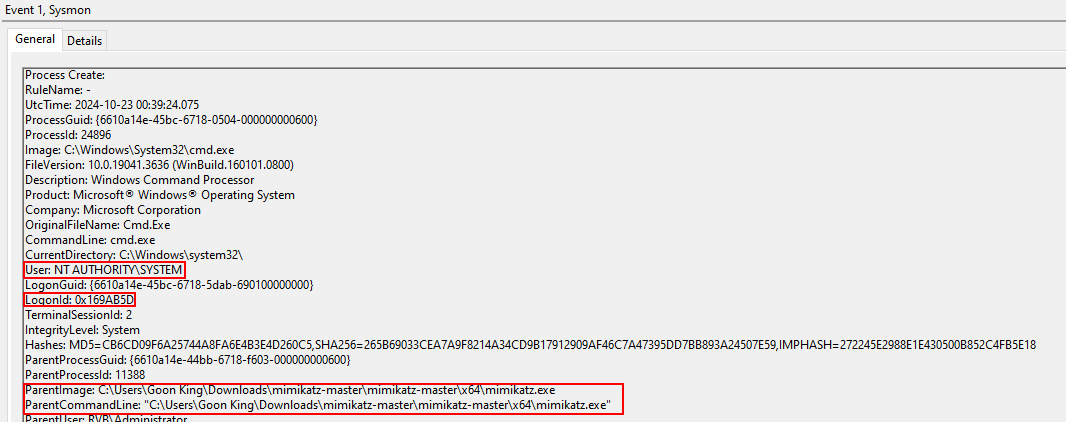 Event 1, Sysmon
General Details
Process Create:
RuleName: -
UtcTime: 2024-10-23 00:39:24.075
ProcessGuid: {6610a14e-45bc-6718-0504-000000000600}
ProcessId: 24896
Image: C:\Windows\System32\cmd.exe
FileVersion: 10.0.19041.3636 (WinBuild.160101.0800)
Description: Windows Command Processor
Product: Microsoft® Windows® Operating System
Company: Microsoft Corporation
OriginalFileName: Cmd.Exe
CommandLine: cmd.exe
CurrentDirectory: C:\Windows\system32\
User: NT AUTHORITY\SYSTEM
LogonGuid: {6610a14e-45bc-6718-5dab-690100000000}
LogonId: 0x169AB5D
TerminalSessionId: 2
IntegrityLevel: System
Hashes: MD5=CB6CD09F6A25744A8FA6E4B3E4D260C5,SHA256=265B69033CEA7A9F8214A34CD9B17912909AF46C7A47395DD7BB893A24507E59,IMPHASH=272245E2988E1E430500B852C4FB5E18
ParentProcessGuid: {6610a14e-44bb-6718-f603-000000000600}
ParentProcessId: 11388
ParentImage: C:\Users\Goon King\Downloads\mimikatz-master\mimikatz-master\x64\mimikatz.exe
ParentCommandLine: "C:\Users\Goon King\Downloads\mimikatz-master\mimikatz-master\x64\mimikatz.exe"
ParentUser: RVB\Administrator